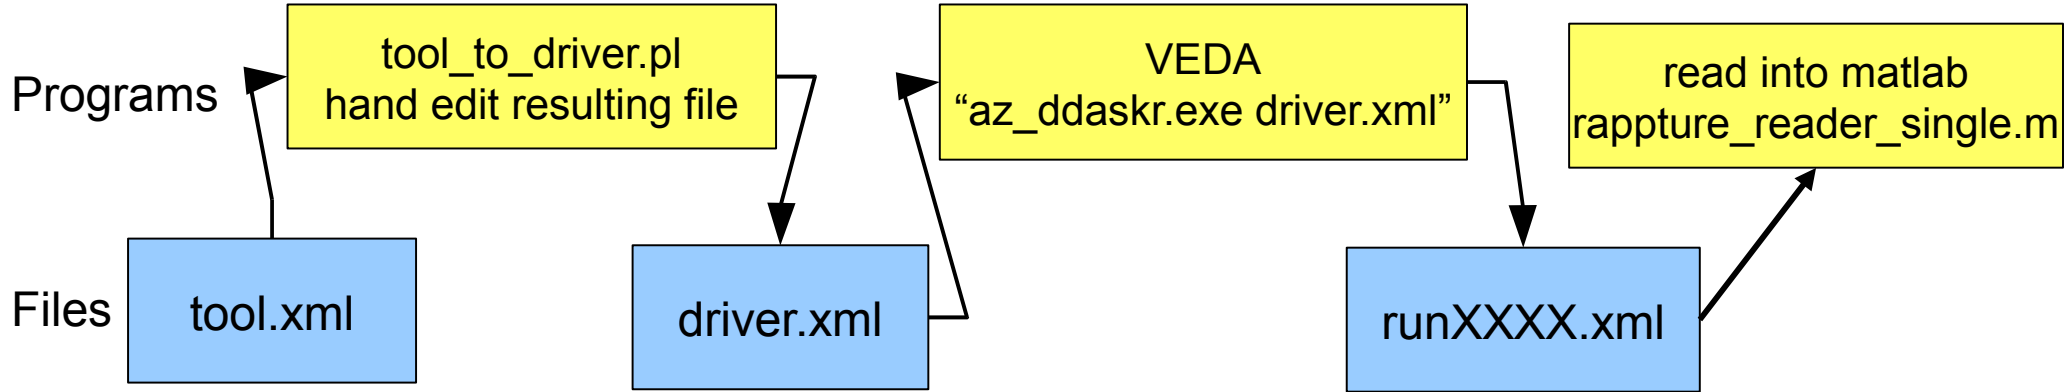 Programs
tool_to_driver.pl
hand edit resulting file
VEDA
“az_ddaskr.exe driver.xml”
read into matlab
rappture_reader_single.m
Files
tool.xml
driver.xml
runXXXX.xml